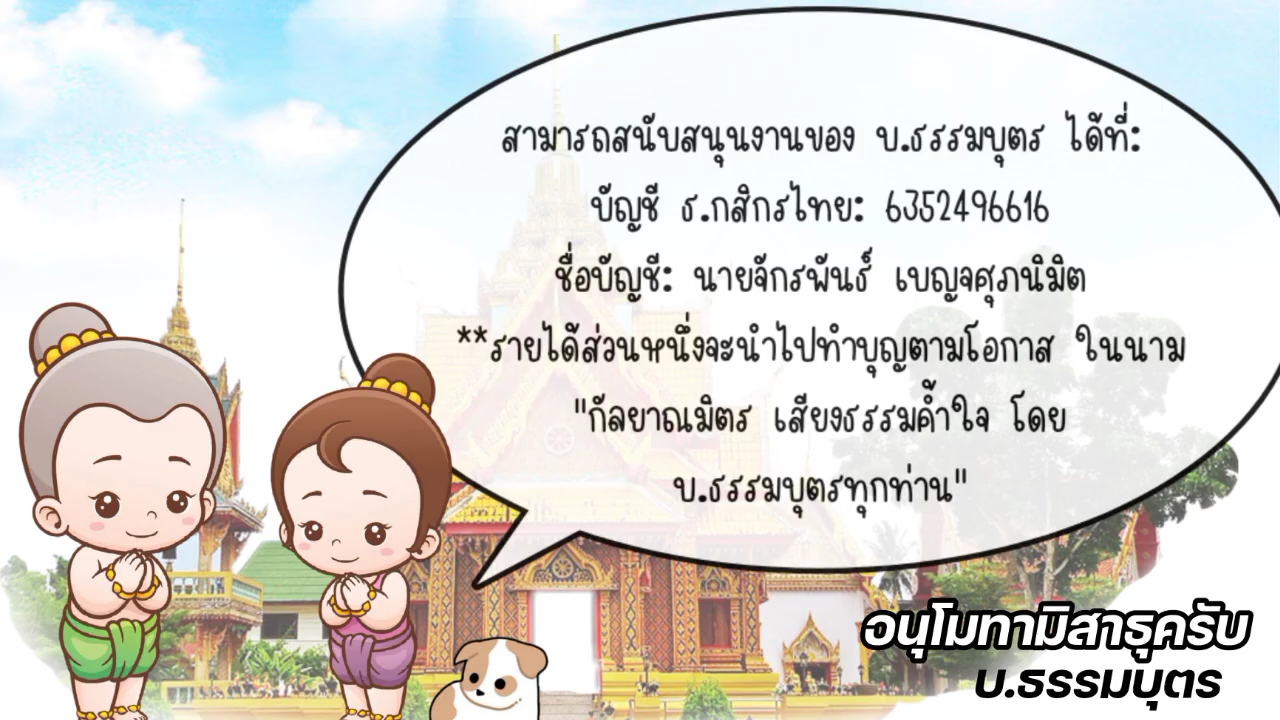 สามารถสนับสนุนงานของ บ.ธรรมบุตร ได้ที่:
บัญชี ธ.กสิกรไทย: 6352496616
ชื่อบัญชี: นายจักรพันธ์ เบญจศุภนิมิต
**รายได้ส่วนหนึ่งจะนำไปทำบุญตามโอกาส ในนาม
"กัลยาณมิตร เสียงธรรมค้ำใจ โดย
บ.ธรรมบุตรทุกท่าน"
อนุโมทามิสาธุครับ
บ.ธรรมบุตร